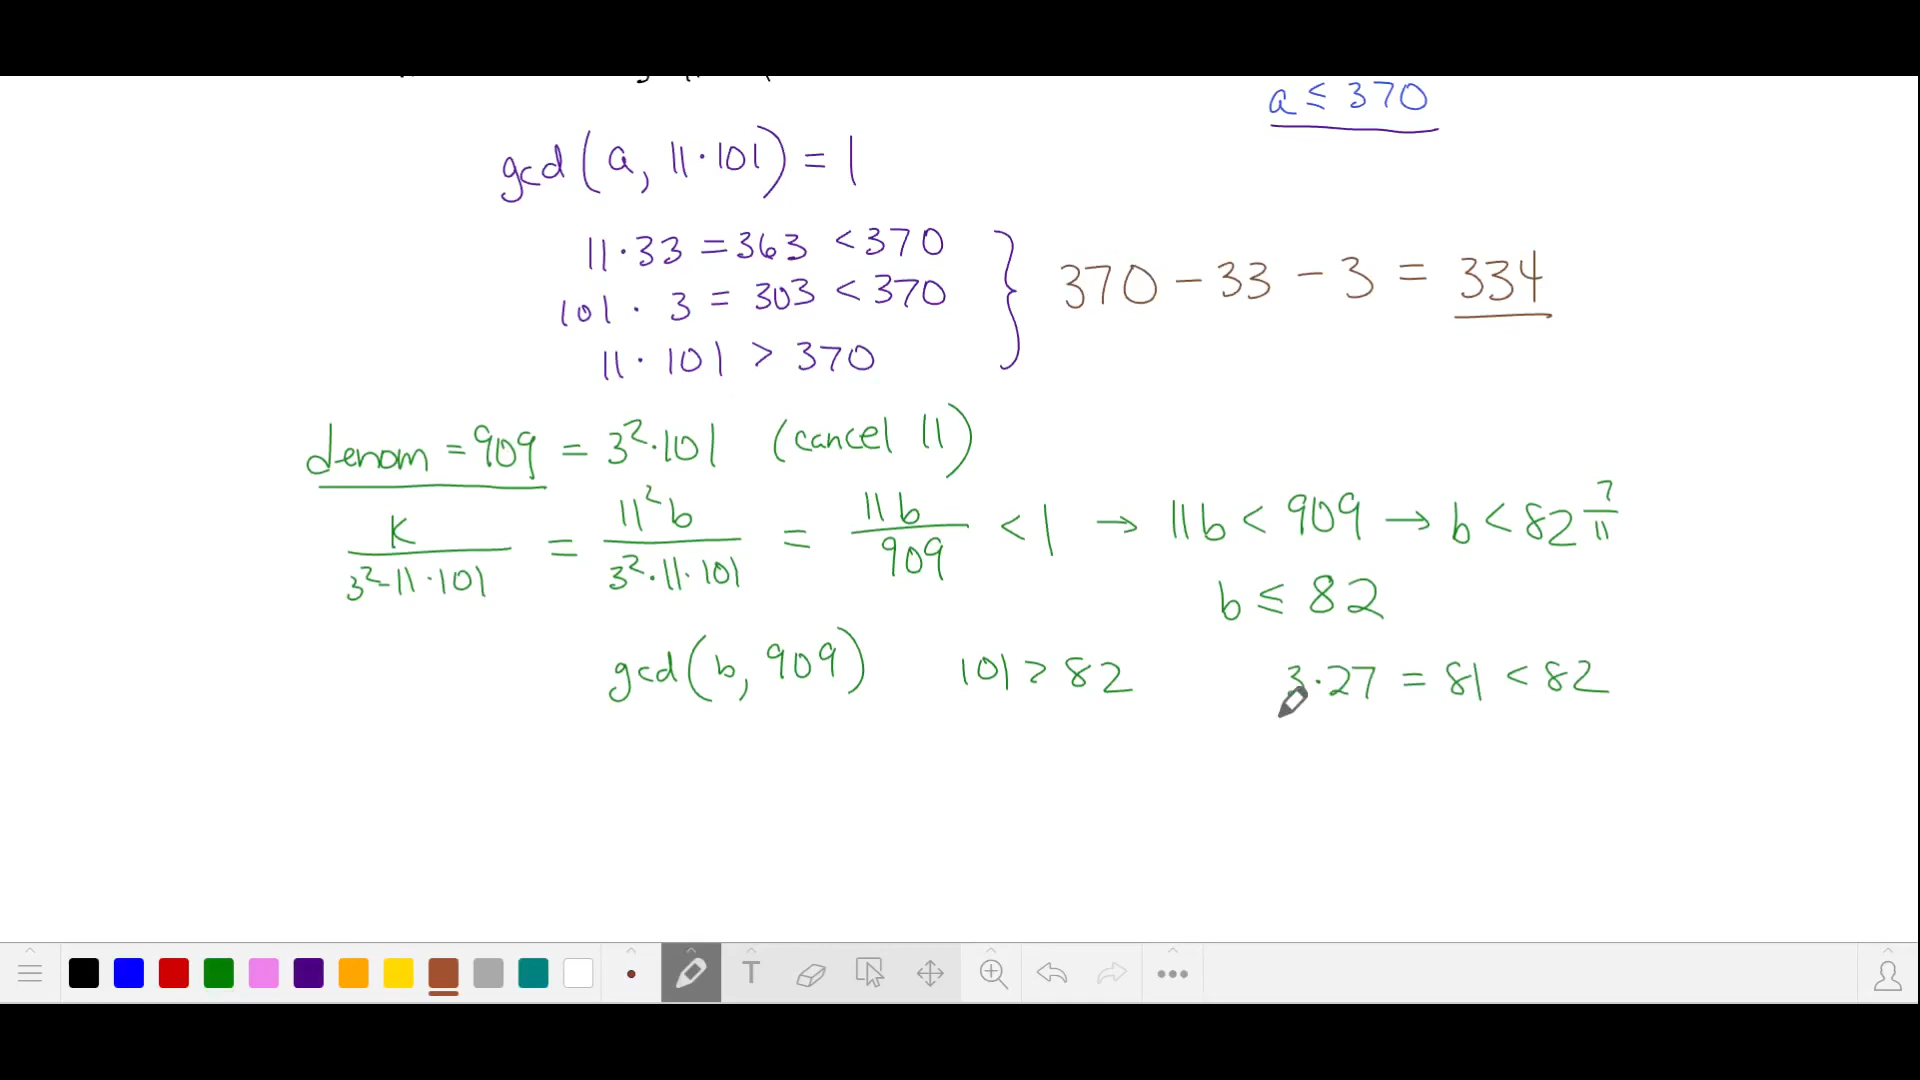 a ≤ 370
gcd(a, 11·101) = 1
11·33 = 363 < 370
101·3 = 303 < 370
11·101 > 370
370 − 33 − 3 = 334
denom = 909 = 3²·101 (cancel 11)
K/(3²·11·101) = 11²b/(3²·11·101) = 11b/909 < 1 → 11b < 909 → b < 82 7/11
b ≤ 82
gcd(b, 909) 101 > 82 3·27 = 81 < 82
T